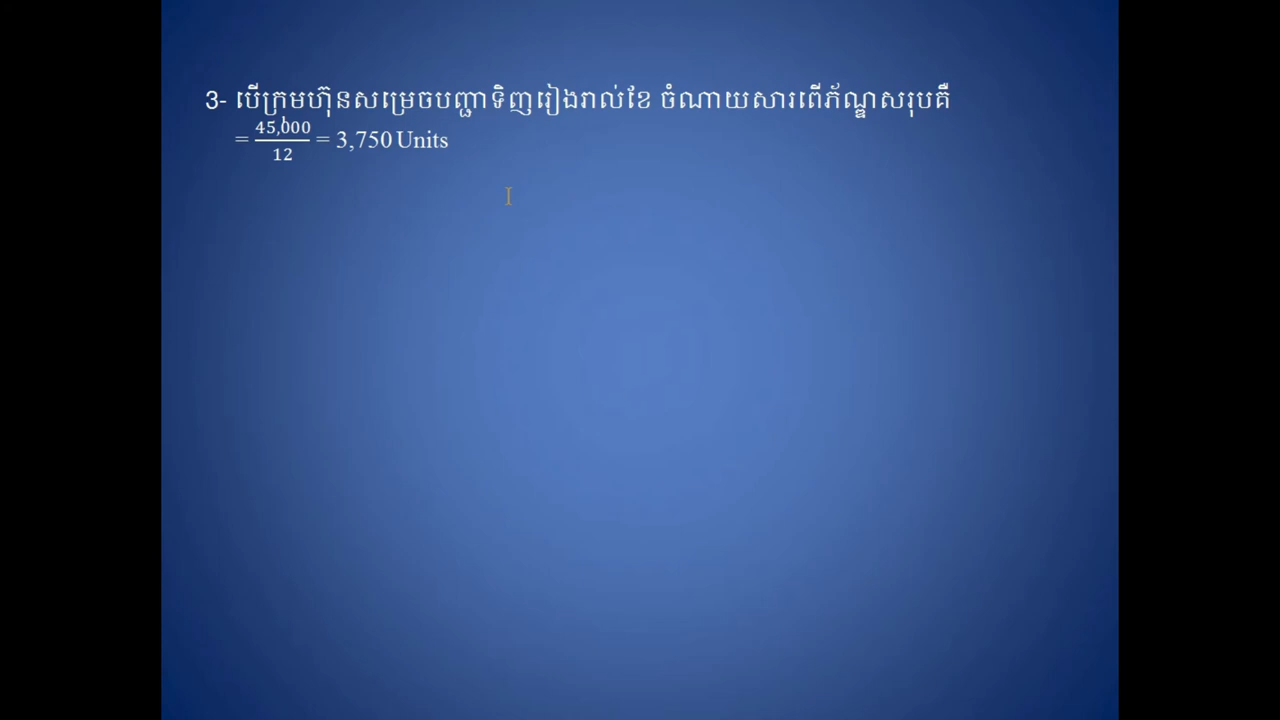 3- បើក្រុមហ៊ុនសម្រេចបញ្ជាទិញរៀងរាល់ខែ ចំណាយសារពើភ័ណ្ឌសរុបគឺ
= 45,000/12 = 3,750 Units